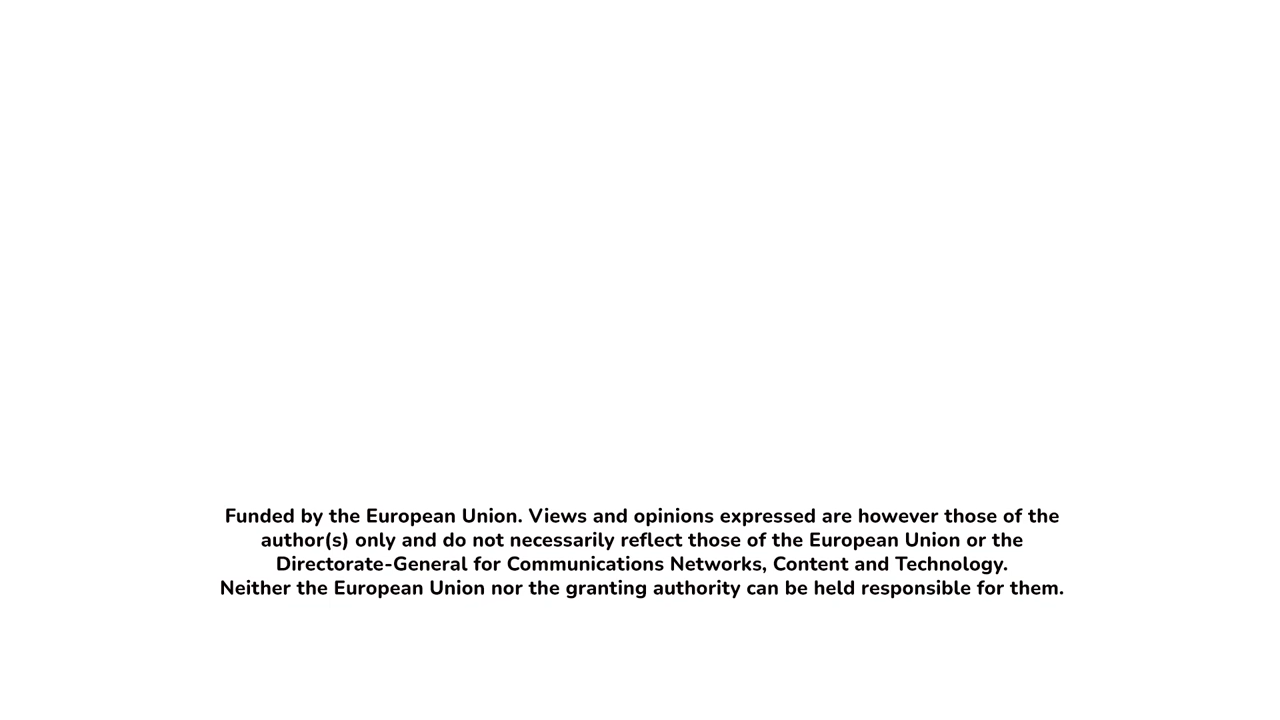 Funded by the European Union. Views and opinions expressed are however those of the
author(s) only and do not necessarily reflect those of the European Union or the
Directorate-General for Communications Networks, Content and Technology.
Neither the European Union nor the granting authority can be held responsible for them.